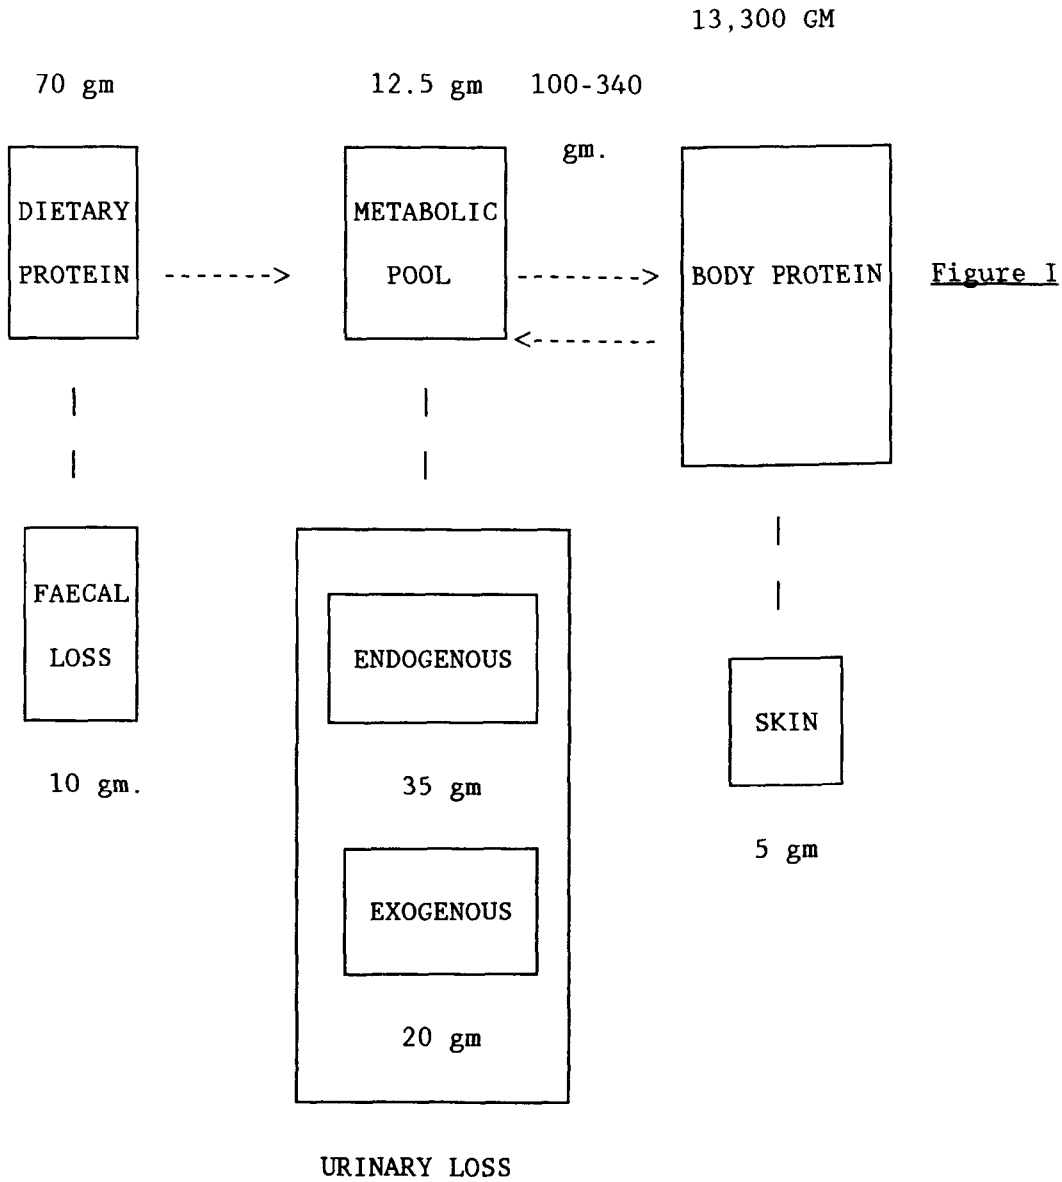 13,300 GM
70 gm
12.5 gm
100-340
gm.
DIETARY
PROTEIN
------->
METABOLIC
POOL
------->
<-------
BODY PROTEIN
Figure I
FAECAL
LOSS
10 gm.
ENDOGENOUS
35 gm
EXOGENOUS
20 gm
URINARY LOSS
SKIN
5 gm